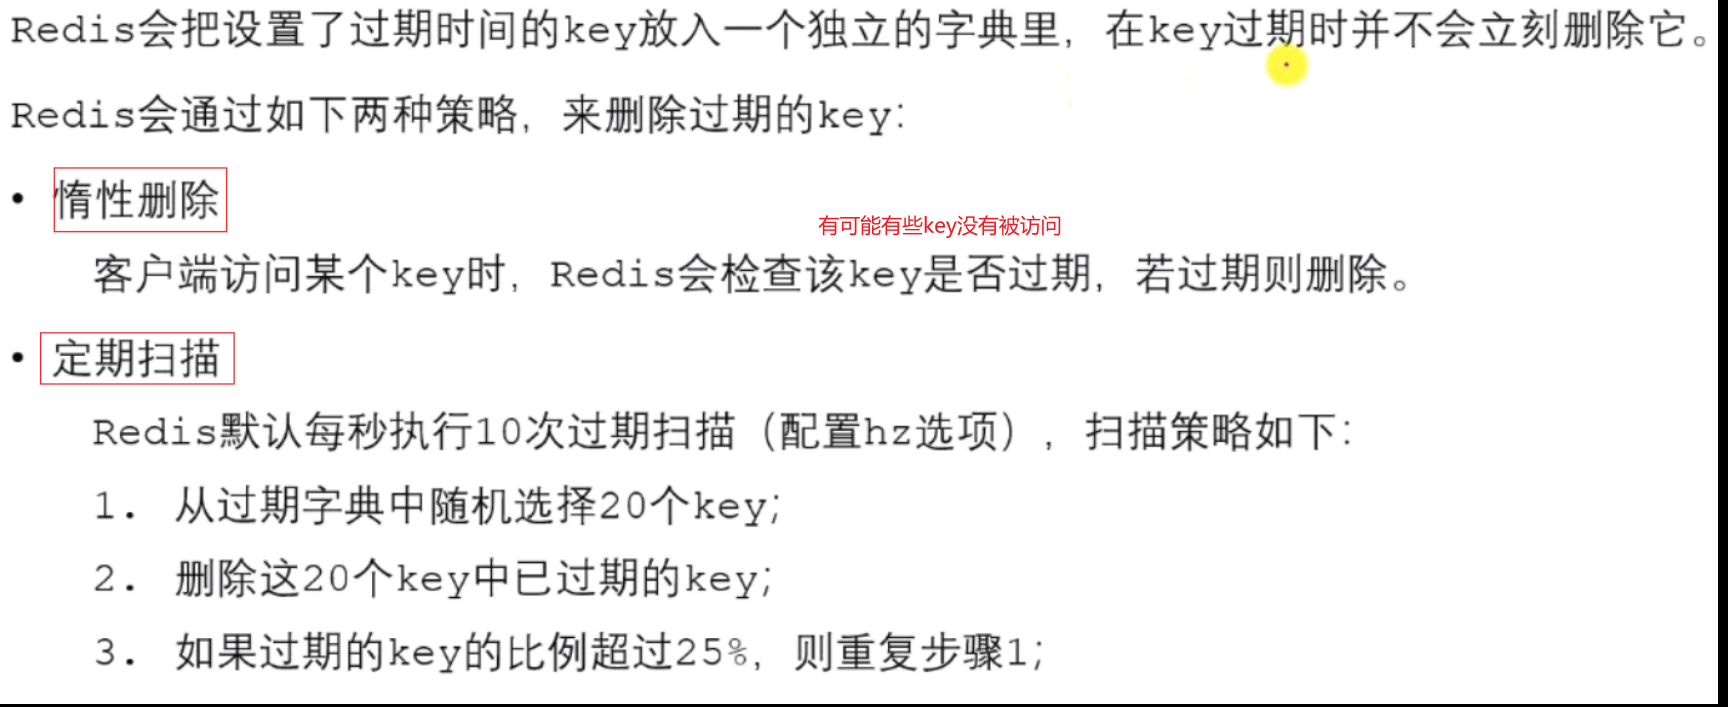 Redis会把设置了过期时间的key放入一个独立的字典里，在key过期时并不会立刻删除它。
Redis会通过如下两种策略，来删除过期的key：
• 惰性删除
有可能有些key没有被访问
客户端访问某个key时，Redis会检查该key是否过期，若过期则删除。
• 定期扫描
Redis默认每秒执行10次过期扫描（配置hz选项），扫描策略如下：
1. 从过期字典中随机选择20个key；
2. 删除这20个key中已过期的key；
3. 如果过期的key的比例超过25%，则重复步骤1；